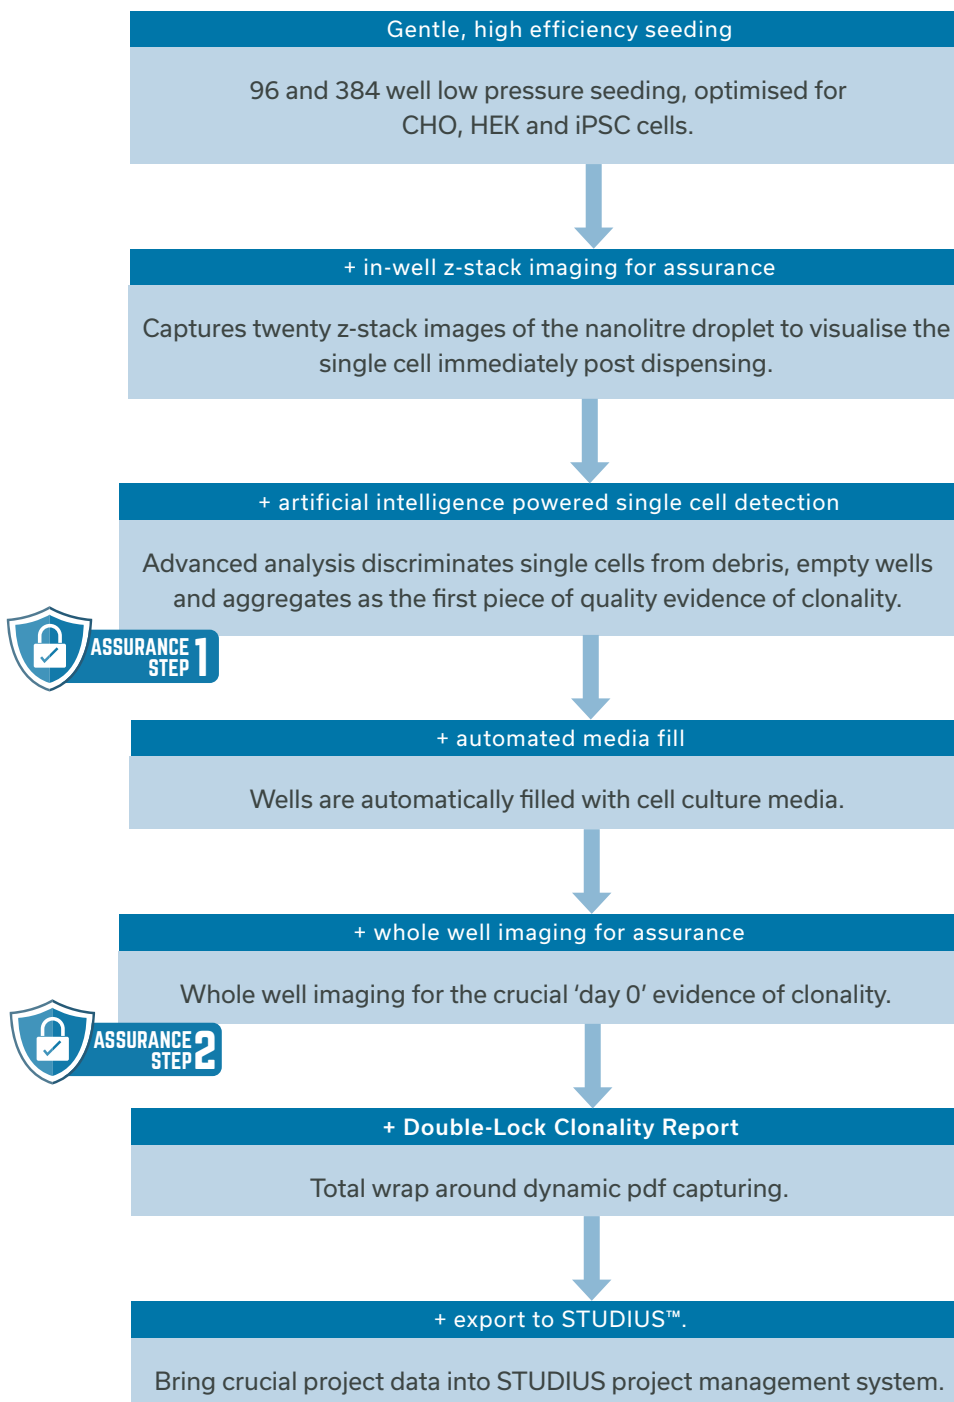 Gentle, high efficiency seeding
96 and 384 well low pressure seeding, optimised for
CHO, HEK and iPSC cells.
+ in-well z-stack imaging for assurance
Captures twenty z-stack images of the nanolitre droplet to visualise the
single cell immediately post dispensing.
+ artificial intelligence powered single cell detection
Advanced analysis discriminates single cells from debris, empty wells
and aggregates as the first piece of quality evidence of clonality.
ASSURANCE
STEP 1
+ automated media fill
Wells are automatically filled with cell culture media.
+ whole well imaging for assurance
Whole well imaging for the crucial ‘day 0’ evidence of clonality.
ASSURANCE
STEP 2
+ Double-Lock Clonality Report
Total wrap around dynamic pdf capturing.
+ export to STUDIUS™.
Bring crucial project data into STUDIUS project management system.